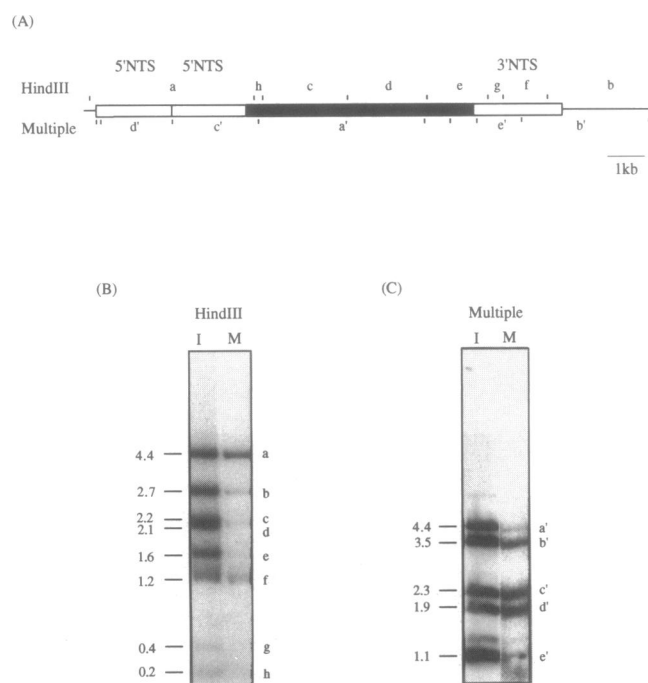 (A)
5'NTS 5'NTS 3'NTS
HindIII a h c d e g f b
Multiple d' c' a' e' b'
1kb
(B) (C)
HindIII Multiple
I M I M
4.4 a
2.7 b
2.2 c
2.1 d
1.6 e
1.2 f
0.4 g
0.2 h
4.4 a'
3.5 b'
2.3 c'
1.9 d'
1.1 e'